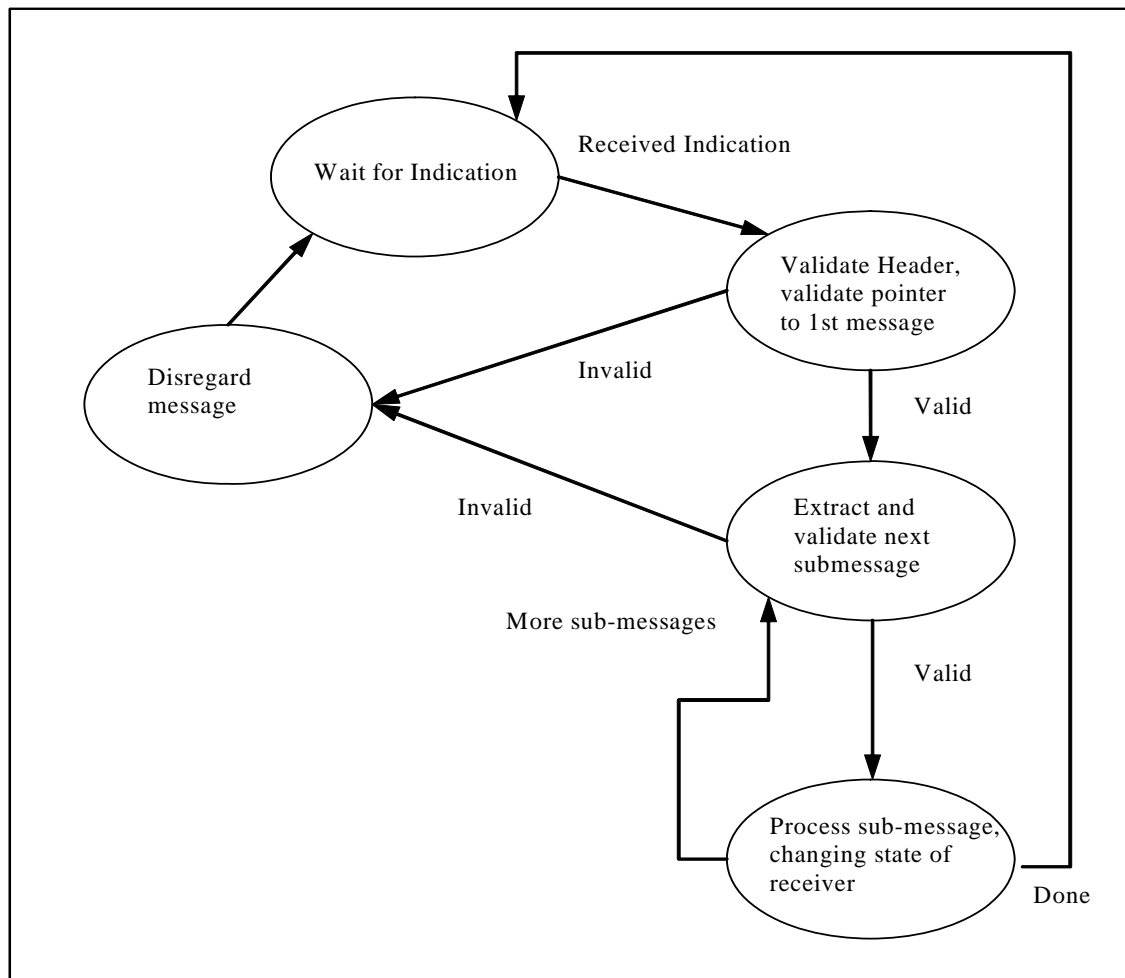 Wait for Indication
Received Indication
Validate Header,
validate pointer
to 1st message
Invalid
Disregard
message
Valid
Extract and
validate next
submessage
Invalid
More sub-messages
Valid
Process sub-message,
changing state of
receiver
Done